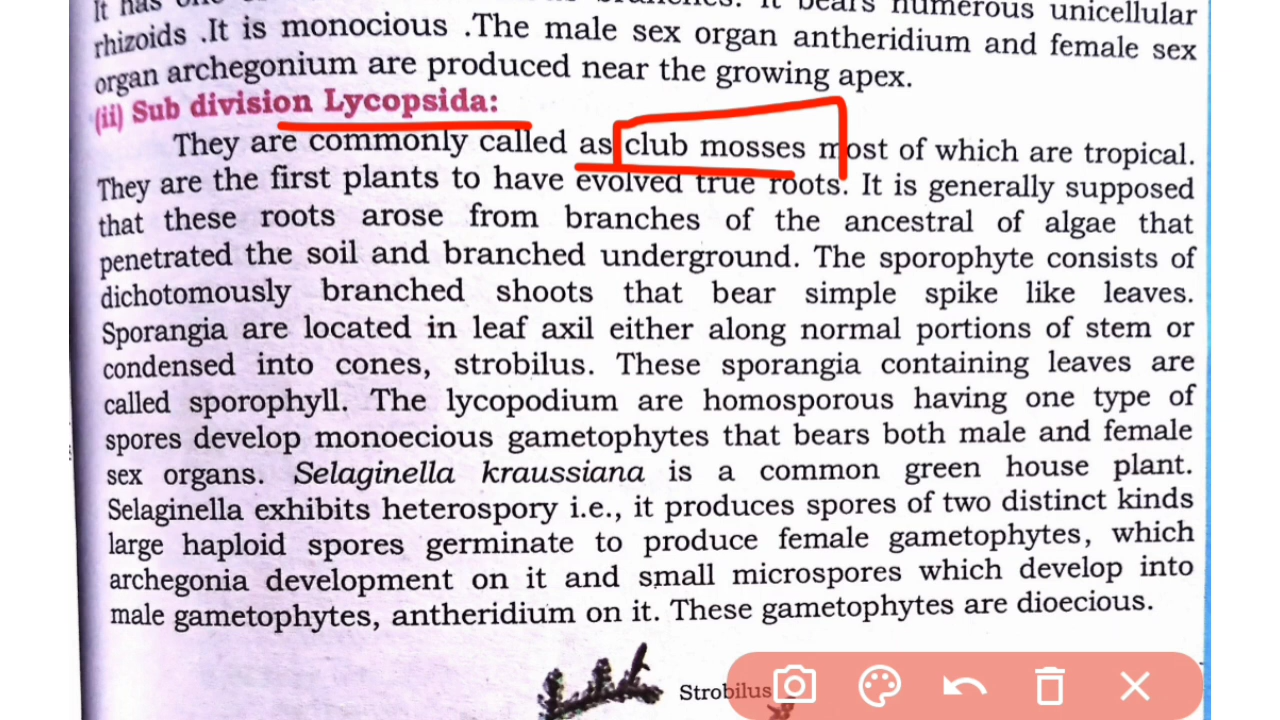 It has branches. It bears numerous unicellular
rhizoids .It is monocious .The male sex organ antheridium and female sex
organ archegonium are produced near the growing apex.
(ii) Sub division Lycopsida:
They are commonly called as club mosses most of which are tropical.
They are the first plants to have evolved true roots. It is generally supposed
that these roots arose from branches of the ancestral of algae that
penetrated the soil and branched underground. The sporophyte consists of
dichotomously branched shoots that bear simple spike like leaves.
Sporangia are located in leaf axil either along normal portions of stem or
condensed into cones, strobilus. These sporangia containing leaves are
called sporophyll. The lycopodium are homosporous having one type of
spores develop monoecious gametophytes that bears both male and female
sex organs. Selaginella kraussiana is a common green house plant.
Selaginella exhibits heterospory i.e., it produces spores of two distinct kinds
large haploid spores germinate to produce female gametophytes, which
archegonia development on it and small microspores which develop into
male gametophytes, antheridium on it. These gametophytes are dioecious.
Strobilus